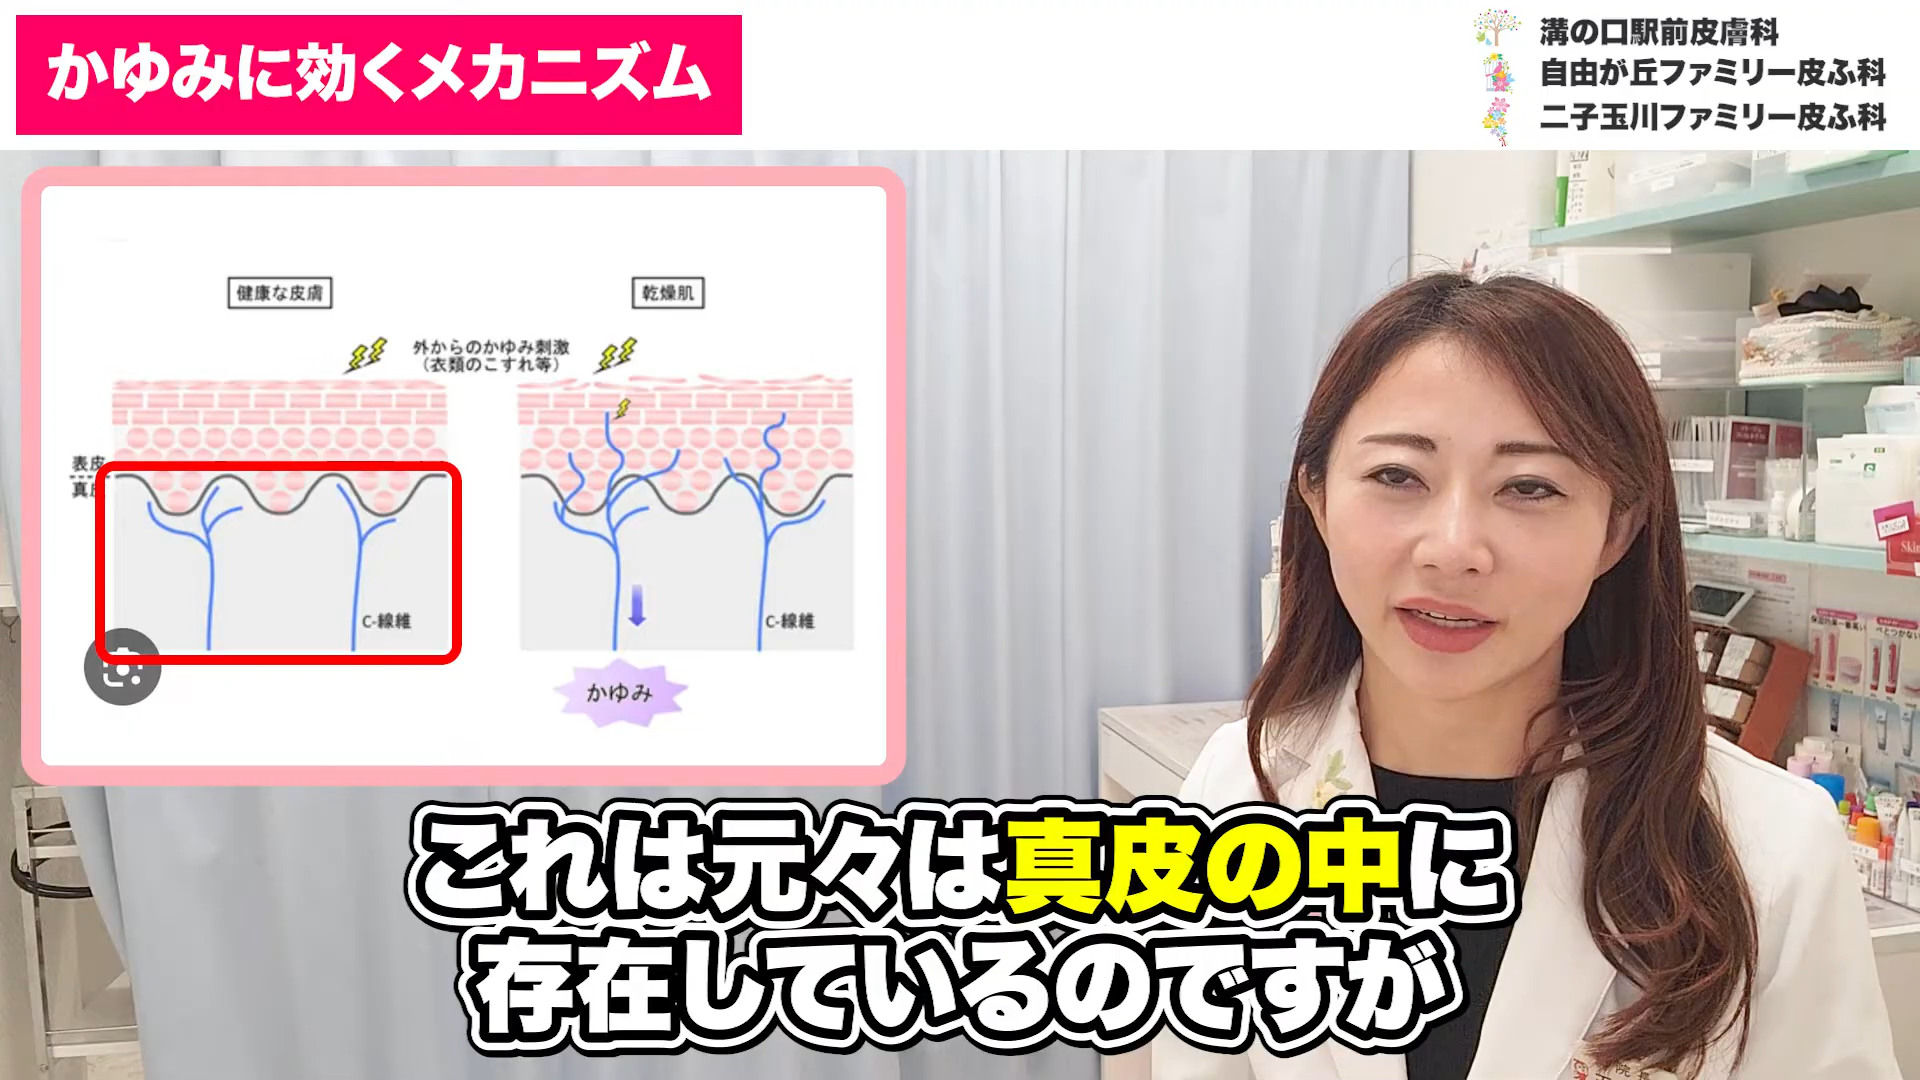 かゆみに効くメカニズム
溝の口駅前皮膚科
自由が丘ファミリー皮ふ科
二子玉川ファミリー皮ふ科
健康な皮膚
乾燥肌
外からのかゆみ刺激
（衣類のこすれ等）
表皮
真皮
C-線維
C-線維
かゆみ
これは元々は真皮の中に
存在しているのですが